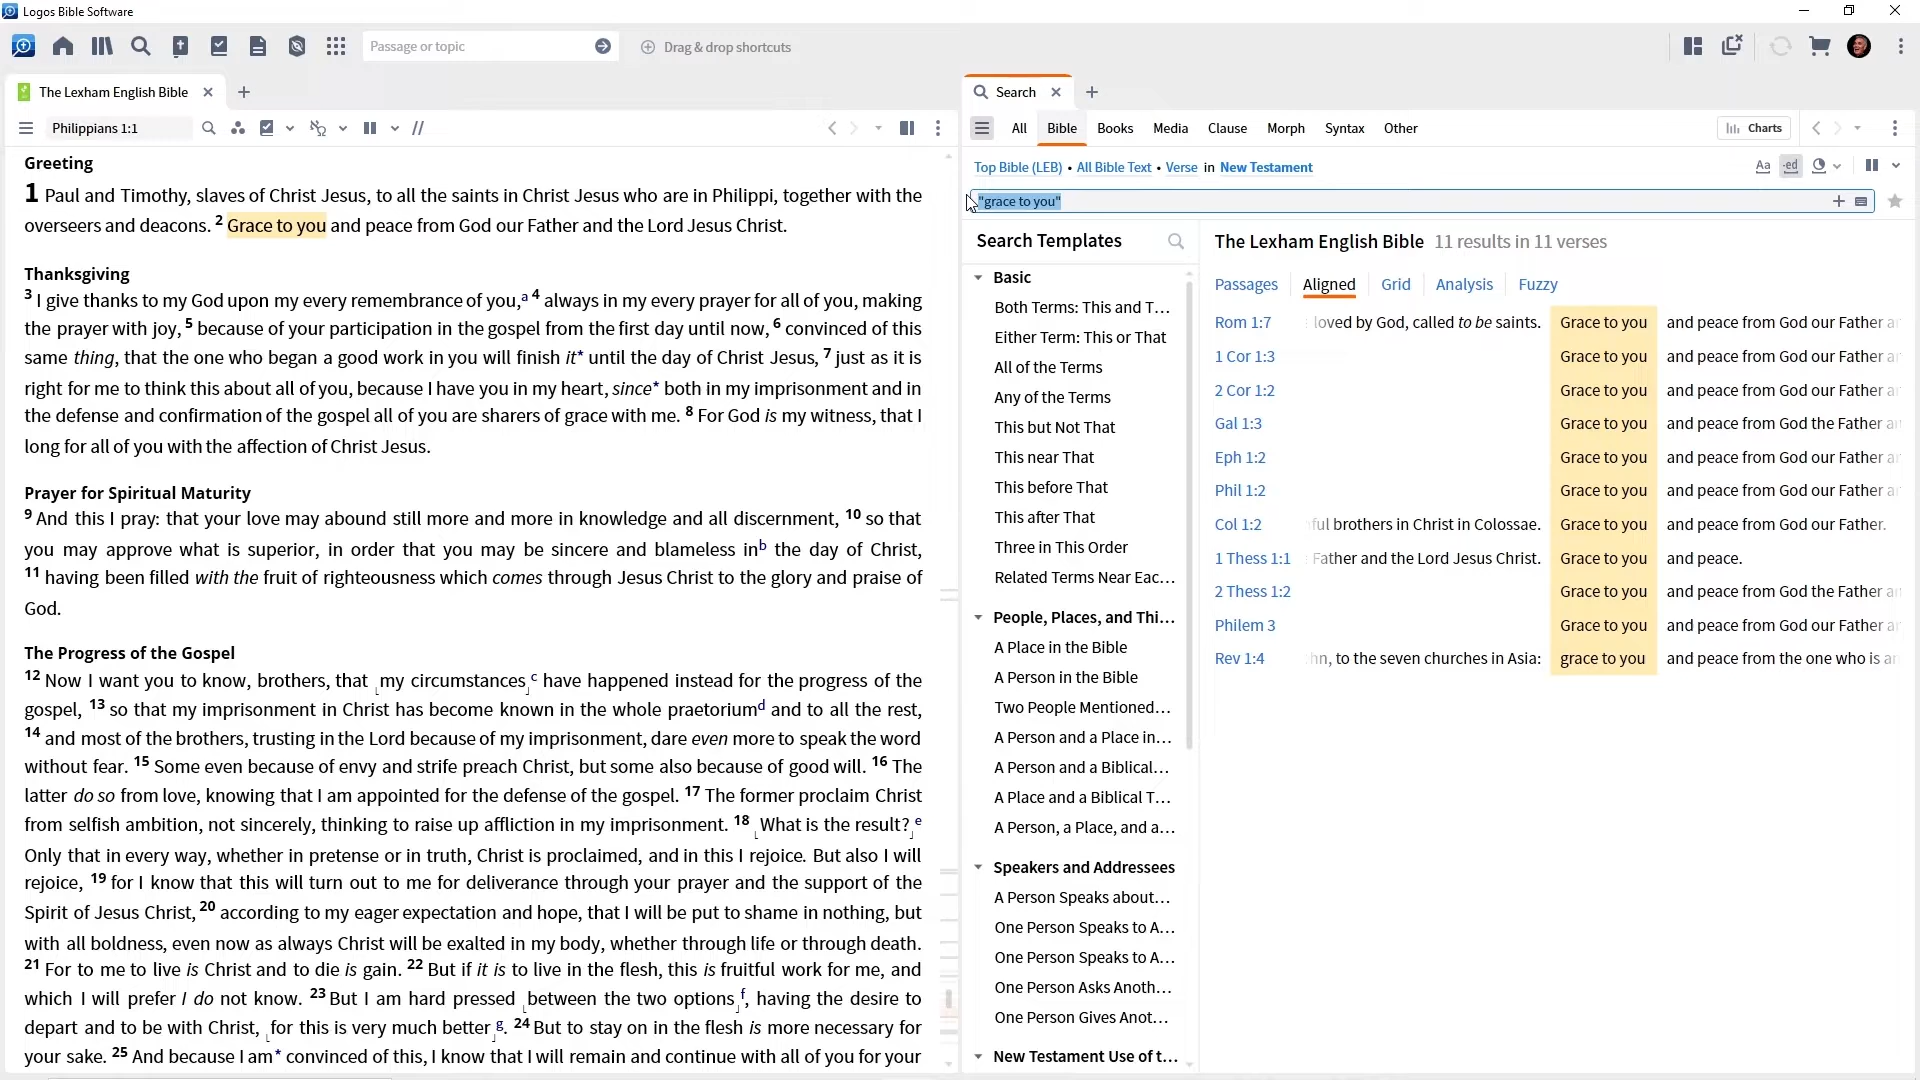 Logos Bible Software
Passage or topic
Drag & drop shortcuts
The Lexham English Bible
Philippians 1:1
Greeting
1 Paul and Timothy, slaves of Christ Jesus, to all the saints in Christ Jesus who are in Philippi, together with the
overseers and deacons. 2 Grace to you and peace from God our Father and the Lord Jesus Christ.
Thanksgiving
3 I give thanks to my God upon my every remembrance of you,a 4 always in my every prayer for all of you, making
the prayer with joy, 5 because of your participation in the gospel from the first day until now, 6 convinced of this
same thing, that the one who began a good work in you will finish it* until the day of Christ Jesus, 7 just as it is
right for me to think this about all of you, because I have you in my heart, since* both in my imprisonment and in
the defense and confirmation of the gospel all of you are sharers of grace with me. 8 For God is my witness, that I
long for all of you with the affection of Christ Jesus.
Prayer for Spiritual Maturity
9 And this I pray: that your love may abound still more and more in knowledge and all discernment, 10 so that
you may approve what is superior, in order that you may be sincere and blameless inb the day of Christ,
11 having been filled with the fruit of righteousness which comes through Jesus Christ to the glory and praise of
God.
The Progress of the Gospel
12 Now I want you to know, brothers, that ⌞my circumstances⌟c have happened instead for the progress of the
gospel, 13 so that my imprisonment in Christ has become known in the whole praetoriumd and to all the rest,
14 and most of the brothers, trusting in the Lord because of my imprisonment, dare even more to speak the word
without fear. 15 Some even because of envy and strife preach Christ, but some also because of good will. 16 The
latter do so from love, knowing that I am appointed for the defense of the gospel. 17 The former proclaim Christ
from selfish ambition, not sincerely, thinking to raise up affliction in my imprisonment. 18 ⌞What is the result?⌟e
Only that in every way, whether in pretense or in truth, Christ is proclaimed, and in this I rejoice. But also I will
rejoice, 19 for I know that this will turn out to me for deliverance through your prayer and the support of the
Spirit of Jesus Christ, 20 according to my eager expectation and hope, that I will be put to shame in nothing, but
with all boldness, even now as always Christ will be exalted in my body, whether through life or through death.
21 For to me to live is Christ and to die is gain. 22 But if it is to live in the flesh, this is fruitful work for me, and
which I will prefer I do not know. 23 But I am hard pressed ⌞between the two options⌟f, having the desire to
depart and to be with Christ, ⌞for this is very much better⌟g. 24 But to stay on in the flesh is more necessary for
your sake. 25 And because I am* convinced of this, I know that I will remain and continue with all of you for your
Search
All Bible Books Media Clause Morph Syntax Other Charts
Top Bible (LEB) • All Bible Text • Verse in New Testament
Aa ed
"grace to you"
Search Templates
Basic
Both Terms: This and T...
Either Term: This or That
All of the Terms
Any of the Terms
This but Not That
This near That
This before That
This after That
Three in This Order
Related Terms Near Eac...
People, Places, and Thi...
A Place in the Bible
A Person in the Bible
Two People Mentioned...
A Person and a Place in...
A Person and a Biblical...
A Place and a Biblical T...
A Person, a Place, and a...
Speakers and Addressees
A Person Speaks about...
One Person Speaks to A...
One Person Speaks to A...
One Person Asks Anoth...
One Person Gives Anot...
New Testament Use of t...
The Lexham English Bible 11 results in 11 verses
Passages Aligned Grid Analysis Fuzzy
Rom 1:7 loved by God, called to be saints. Grace to you and peace from God our Father
1 Cor 1:3 Grace to you and peace from God our Father
2 Cor 1:2 Grace to you and peace from God our Father
Gal 1:3 Grace to you and peace from God the Father
Eph 1:2 Grace to you and peace from God our Father
Phil 1:2 Grace to you and peace from God our Father
Col 1:2 brothers in Christ in Colossae. Grace to you and peace from God our Father.
1 Thess 1:1 Father and the Lord Jesus Christ. Grace to you and peace.
2 Thess 1:2 Grace to you and peace from God the Father
Philem 3 Grace to you and peace from God our Father
Rev 1:4 to the seven churches in Asia: grace to you and peace from the one who is